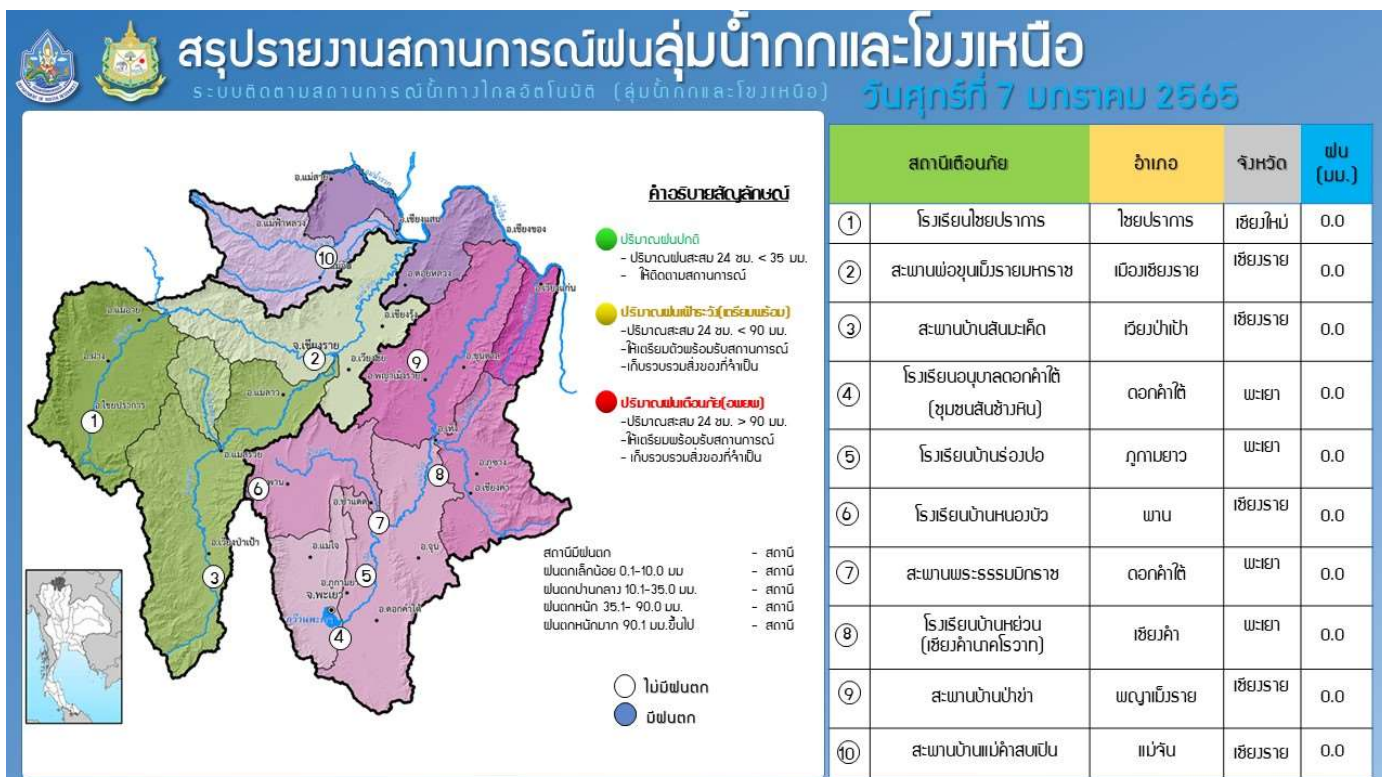 สรุปรายงานสถานการณ์ฝนลุ่มน้ำกกและโขงเหนือ
ระบบติดตามสถานการณ์น้ำทางไกลอัตโนมัติ (ลุ่มน้ำกกและโขงเหนือ)
วันศุกร์ที่ 7 มกราคม 2565
คำอธิบายสัญลักษณ์
ปริมาณฝนปกติ
- ปริมาณฝนสะสม 24 ชม. < 35 มม.
- ให้ติดตามสถานการณ์
ปริมาณฝนเฝ้าระวัง(เตรียมพร้อม)
-ปริมาณสะสม 24 ชม. < 90 มม.
-ให้เตรียมตัวพร้อมรับสถานการณ์
-เก็บรวบรวมสิ่งของที่จำเป็น
ปริมาณฝนเตือนภัย(อพยพ)
-ปริมาณสะสม 24 ชม. > 90 มม.
-ให้เตรียมพร้อมรับสถานการณ์
- เก็บรวบรวมสิ่งของที่จำเป็น
อ.แม่สาย
อ.แม่ฟ้าหลวง
อ.เชียงแสน
อ.เชียงของ
10
อ.ดอยหลวง
อ.เวียงแก่น
อ.แม่อาย
อ.เชียงรุ้ง
จ.เชียงราย
2
อ.ฝาง
9
อ.ขุนตาล
อ.พญาเม็งราย
อ.แม่ลาว
อ.ไชยปราการ
1
อ.เทิง
อ.แม่สรวย
อ.ภูซาง
8
6
อ.เชียงคำ
อ.ป่าแดด
7
อ.เวียงป่าเป้า
อ.แม่ใจ
อ.จุน
3
5
จ.พะเยา
อ.ดอกคำใต้
4
สถานีมีฝนตก - สถานี
ฝนตกเล็กน้อย 0.1-10.0 มม - สถานี
ฝนตกปานกลาง 10.1-35.0 มม. - สถานี
ฝนตกหนัก 35.1- 90.0 มม. - สถานี
ฝนตกหนักมาก 90.1 มม.ขึ้นไป - สถานี
ไม่มีฝนตก
มีฝนตก
สถานีเตือนภัย อำเภอ จังหวัด ฝน (มม.)
1 โรงเรียนไชยปราการ ไชยปราการ เชียงใหม่ 0.0
2 สะพานพ่อขุนเม็งรายมหาราช เมืองเชียงราย เชียงราย 0.0
3 สะพานบ้านสันมะเค็ด เวียงป่าเป้า เชียงราย 0.0
4 โรงเรียนอนุบาลดอกคำใต้ ดอกคำใต้ พะเยา 0.0
(ชุมชนสันช้างหิน)
5 โรงเรียนบ้านร่องปอ ภูกามยาว พะเยา 0.0
6 โรงเรียนบ้านหนองบัว พาน เชียงราย 0.0
7 สะพานพระธรรมมิกราช ดอกคำใต้ พะเยา 0.0
8 โรงเรียนบ้านหย่วน เชียงคำ พะเยา 0.0
(เชียงคำนาคโรวาท)
9 สะพานบ้านป่าข่า พญาเม็งราย เชียงราย 0.0
10 สะพานบ้านแม่คำสบเปิน แม่จัน เชียงราย 0.0